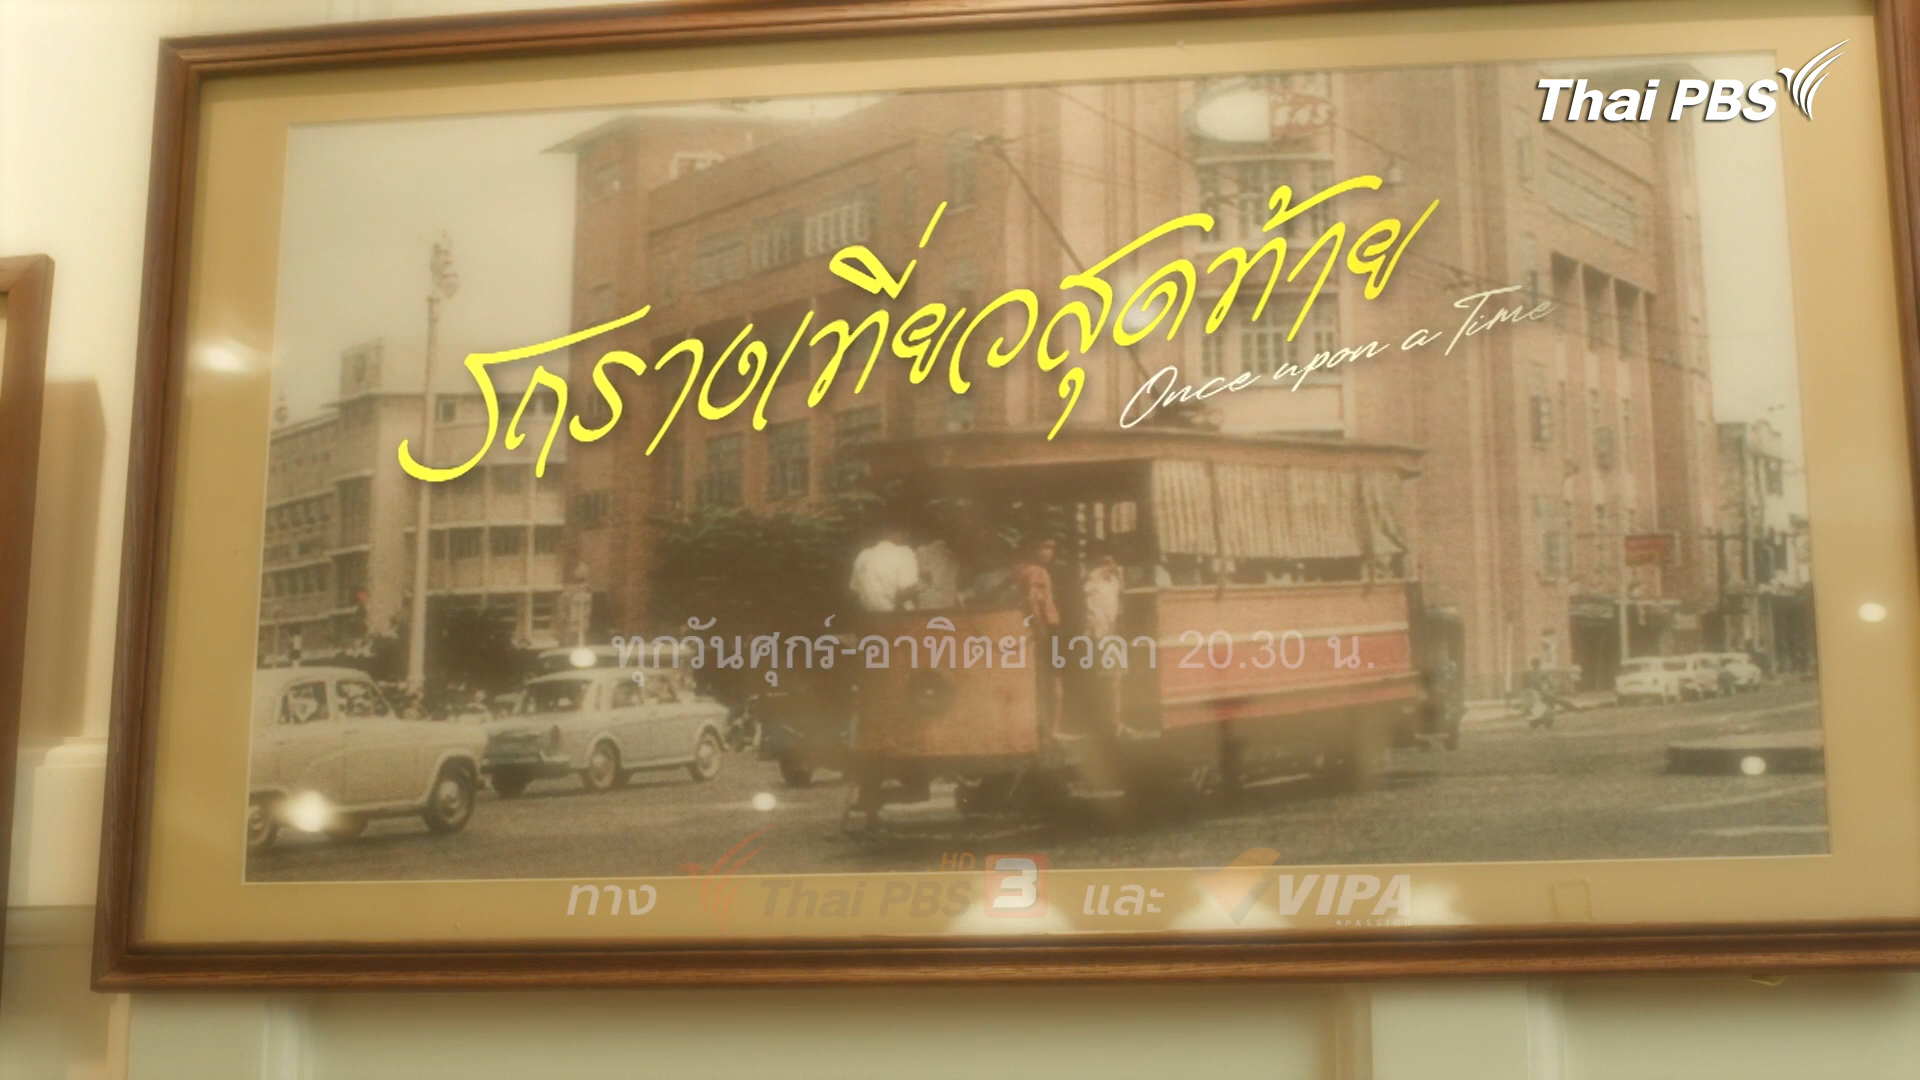 Thai PBS
รถรางเที่ยวสุดท้าย
Once upon a Time
ทุกวันศุกร์-อาทิตย์ เวลา 20.30 น.
ทาง Thai PBS HD 3 และ VIPA